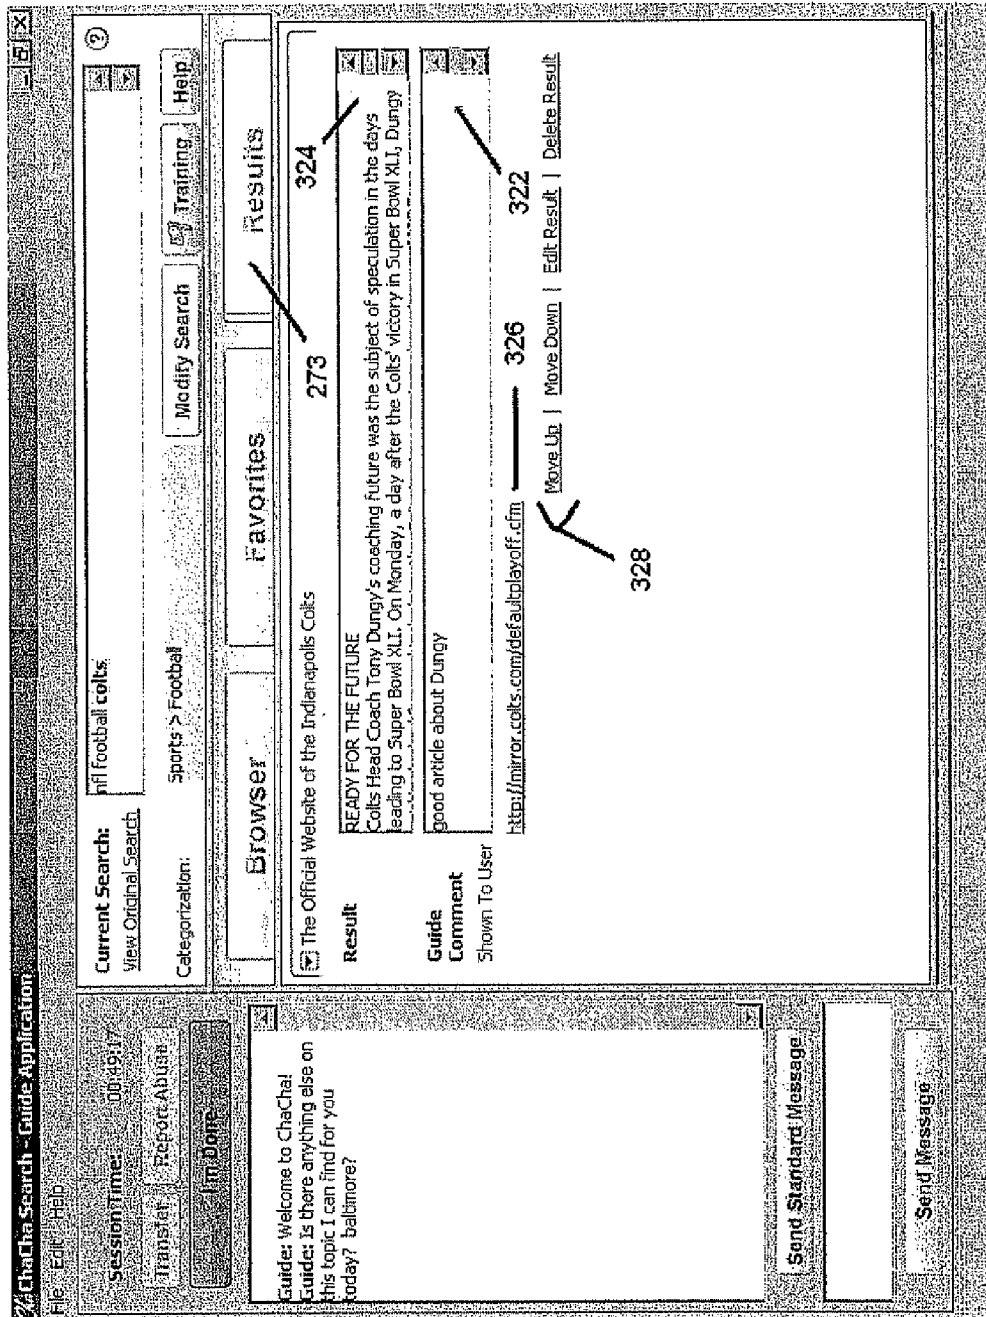 ChaCha Search - Guide Application
File Edit Help
Session Time: 00:49:17
Transfer Report Abuse
I'm Done
Guide: Welcome to ChaCha!
Guide: Is there anything else on
this topic I can find for you
today? baltimore?
Send Standard Message
Send Message
Current Search: nfl football colts
View Original Search
Categorization: Sports > Football
Modify Search Training Help
Browser Favorites Results
273
The Official Website of the Indianapolis Colts
324
Result
READY FOR THE FUTURE
Colts Head Coach Tony Dungy's coaching future was the subject of speculation in the days
leading to Super Bowl XLI. On Monday, a day after the Colts' victory in Super Bowl XLI, Dungy
Guide
Comment
good article about Dungy
Shown To User
322
http://mirror.colts.com/defaultplayoff.cfm 326
Move Up | Move Down | Edit Result | Delete Result
328